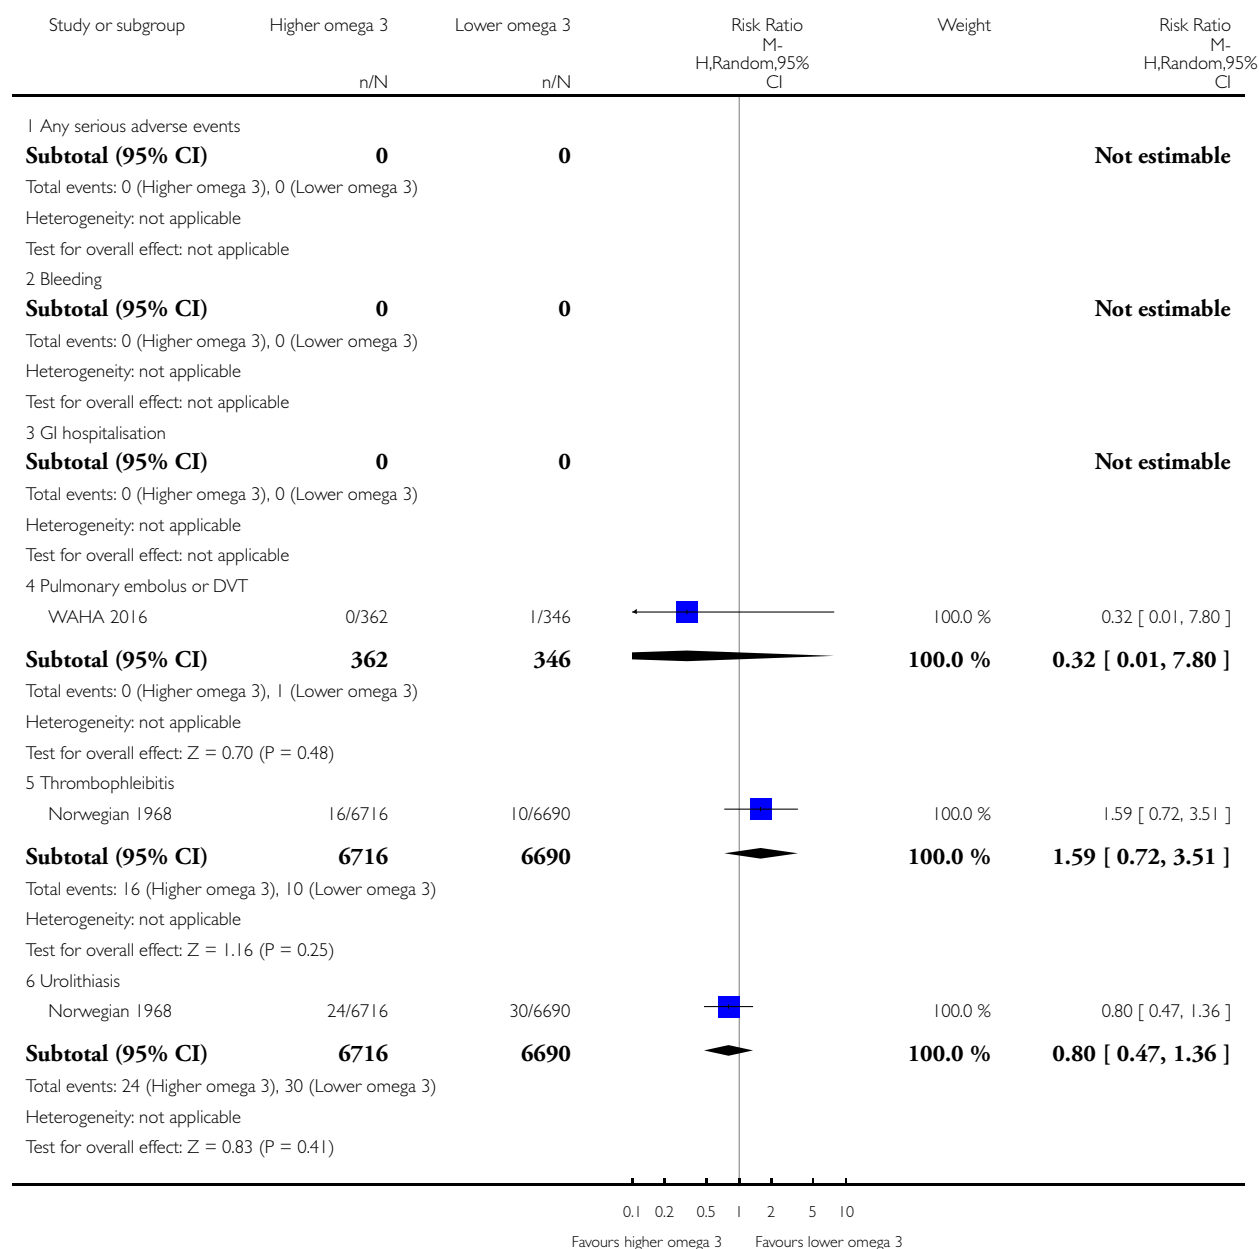 Study or subgroup Higher omega 3 Lower omega 3 Risk Ratio Weight Risk Ratio
M- M-
H,Random,95% H,Random,95%
n/N n/N CI CI
1 Any serious adverse events
Subtotal (95% CI) 0 0 Not estimable
Total events: 0 (Higher omega 3), 0 (Lower omega 3)
Heterogeneity: not applicable
Test for overall effect: not applicable
2 Bleeding
Subtotal (95% CI) 0 0 Not estimable
Total events: 0 (Higher omega 3), 0 (Lower omega 3)
Heterogeneity: not applicable
Test for overall effect: not applicable
3 GI hospitalisation
Subtotal (95% CI) 0 0 Not estimable
Total events: 0 (Higher omega 3), 0 (Lower omega 3)
Heterogeneity: not applicable
Test for overall effect: not applicable
4 Pulmonary embolus or DVT
WAHA 2016 0/362 1/346 100.0 % 0.32 [ 0.01, 7.80 ]
Subtotal (95% CI) 362 346 100.0 % 0.32 [ 0.01, 7.80 ]
Total events: 0 (Higher omega 3), 1 (Lower omega 3)
Heterogeneity: not applicable
Test for overall effect: Z = 0.70 (P = 0.48)
5 Thrombophleibitis
Norwegian 1968 16/6716 10/6690 100.0 % 1.59 [ 0.72, 3.51 ]
Subtotal (95% CI) 6716 6690 100.0 % 1.59 [ 0.72, 3.51 ]
Total events: 16 (Higher omega 3), 10 (Lower omega 3)
Heterogeneity: not applicable
Test for overall effect: Z = 1.16 (P = 0.25)
6 Urolithiasis
Norwegian 1968 24/6716 30/6690 100.0 % 0.80 [ 0.47, 1.36 ]
Subtotal (95% CI) 6716 6690 100.0 % 0.80 [ 0.47, 1.36 ]
Total events: 24 (Higher omega 3), 30 (Lower omega 3)
Heterogeneity: not applicable
Test for overall effect: Z = 0.83 (P = 0.41)
0.1 0.2 0.5 1 2 5 10
Favours higher omega 3 Favours lower omega 3